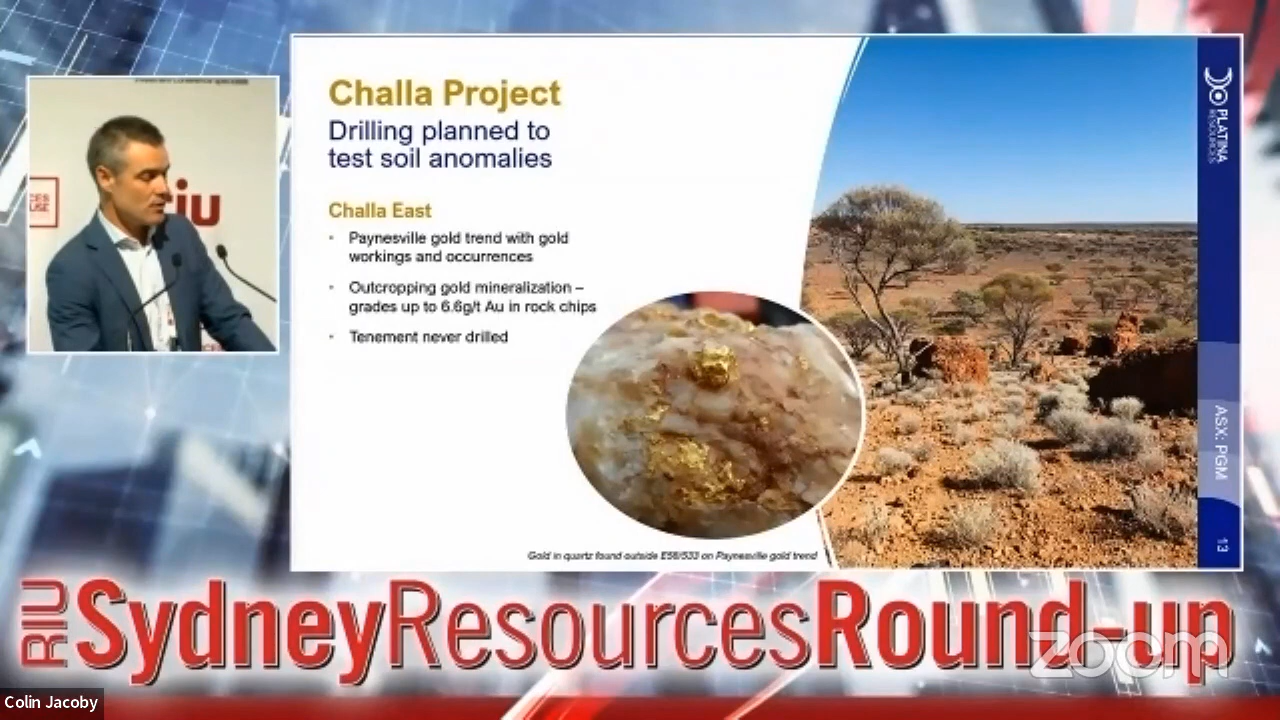 Challa Project
Drilling planned to
test soil anomalies
Challa East
• Paynesville gold trend with gold
workings and occurrences
• Outcropping gold mineralization –
grades up to 6.6g/t Au in rock chips
• Tenement never drilled
Gold in quartz found outside E58/533 on Paynesville gold trend
PLATINA
RESOURCES
ASX: PGM
13
riu
RIU SydneyResourcesRound-up
zoom
Colin Jacoby